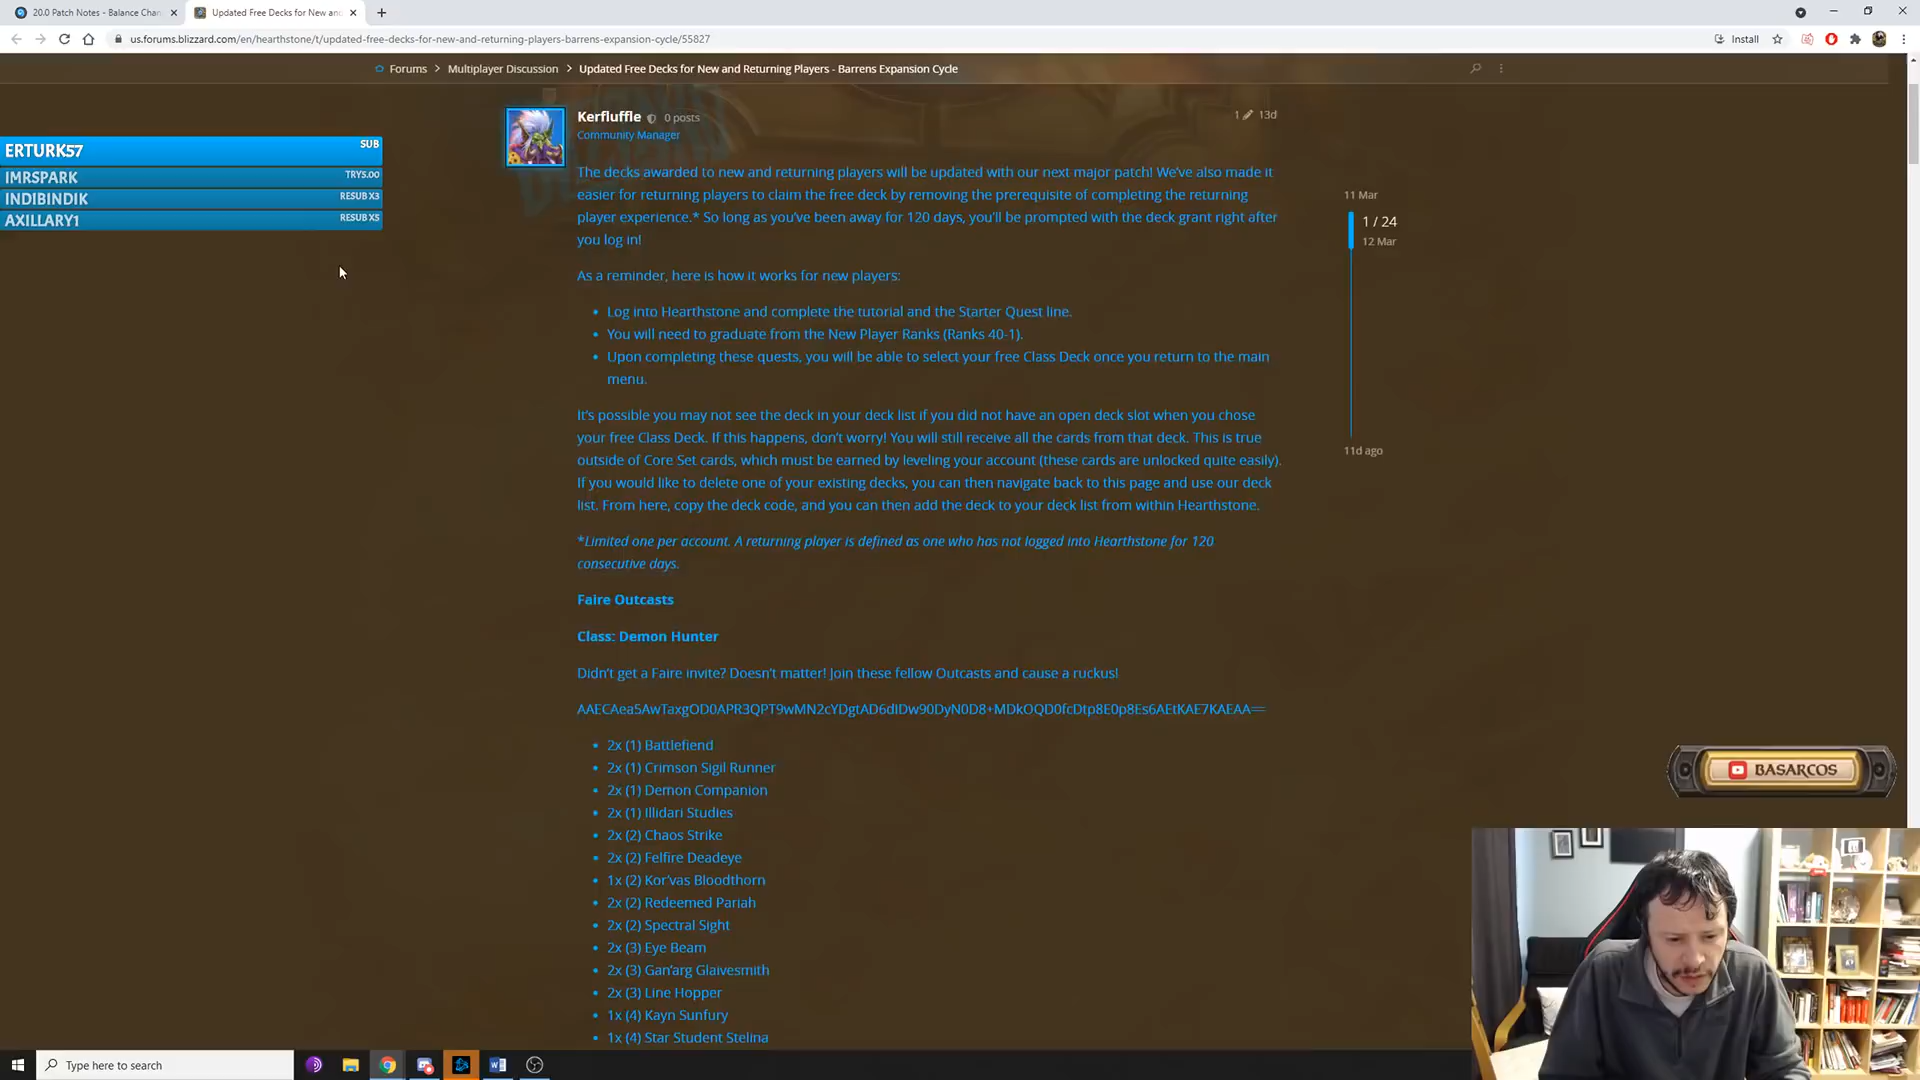 20.0 Patch Notes - Balance Chan
Updated Free Decks for New and
us.forums.blizzard.com/en/hearthstone/t/updated-free-decks-for-new-and-returning-players-barrens-expansion-cycle/55827
Install
Forums > Multiplayer Discussion > Updated Free Decks for New and Returning Players - Barrens Expansion Cycle
ERTURK57 SUB
IMRSPARK TRY5.00
INDIBINDIK RESUB X3
AXILLARY1 RESUB X5
Kerfluffle 0 posts
Community Manager
1 13d
The decks awarded to new and returning players will be updated with our next major patch! We've also made it
easier for returning players to claim the free deck by removing the prerequisite of completing the returning
player experience.* So long as you've been away for 120 days, you'll be prompted with the deck grant right after
you log in!
As a reminder, here is how it works for new players:
• Log into Hearthstone and complete the tutorial and the Starter Quest line.
• You will need to graduate from the New Player Ranks (Ranks 40-1).
• Upon completing these quests, you will be able to select your free Class Deck once you return to the main
menu.
It's possible you may not see the deck in your deck list if you did not have an open deck slot when you chose
your free Class Deck. If this happens, don't worry! You will still receive all the cards from that deck. This is true
outside of Core Set cards, which must be earned by leveling your account (these cards are unlocked quite easily).
If you would like to delete one of your existing decks, you can then navigate back to this page and use our deck
list. From here, copy the deck code, and you can then add the deck to your deck list from within Hearthstone.
*Limited one per account. A returning player is defined as one who has not logged into Hearthstone for 120
consecutive days.
Faire Outcasts
Class: Demon Hunter
Didn't get a Faire invite? Doesn't matter! Join these fellow Outcasts and cause a ruckus!
AAECAea5AwTaxgOD0APR3QPT9wMN2cYDgtAD6dIDw90DyN0D8+MDkOQD0fcDtp8E0p8Es6AEtKAE7KAEAA==
• 2x (1) Battlefiend
• 2x (1) Crimson Sigil Runner
• 2x (1) Demon Companion
• 2x (1) Illidari Studies
• 2x (2) Chaos Strike
• 2x (2) Felfire Deadeye
• 1x (2) Kor'vas Bloodthorn
• 2x (2) Redeemed Pariah
• 2x (2) Spectral Sight
• 2x (3) Eye Beam
• 2x (3) Gan'arg Glaivesmith
• 2x (3) Line Hopper
• 1x (4) Kayn Sunfury
• 1x (4) Star Student Stelina
11 Mar
1 / 24
12 Mar
11d ago
BASARCOS
Type here to search